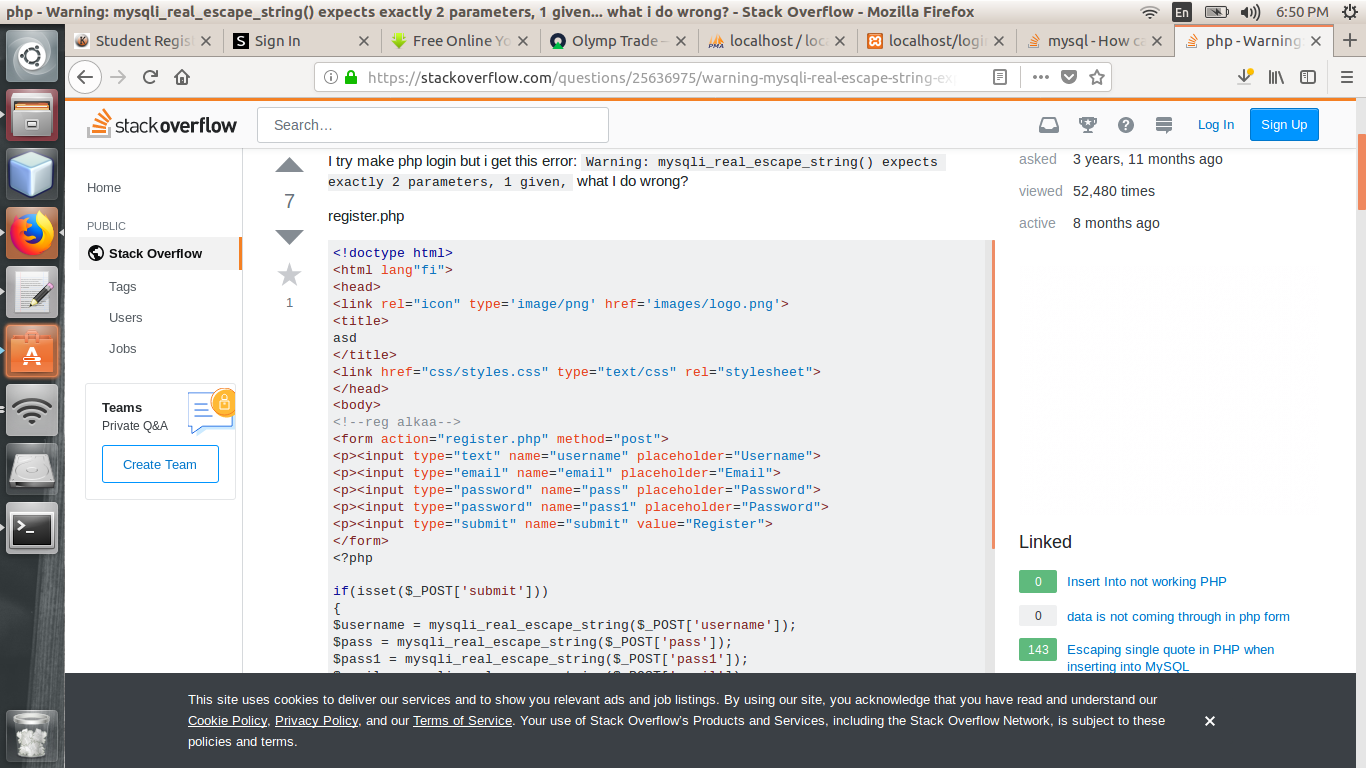 php - Warning: mysqli_real_escape_string() expects exactly 2 parameters, 1 given... what i do wrong? - Stack Overflow - Mozilla Firefox
En
6:50 PM
Student Regis
Sign In
Free Online Yo
Olymp Trade –
localhost / loc
localhost/logi
mysql - How ca
php - Warning
https://stackoverflow.com/questions/25636975/warning-mysqli-real-escape-string-ex
stackoverflow
Search…
Log In
Sign Up
Home
PUBLIC
Stack Overflow
Tags
Users
Jobs
Teams
Private Q&A
Create Team
7
1
I try make php login but i get this error: Warning: mysqli_real_escape_string() expects
exactly 2 parameters, 1 given, what I do wrong?
register.php
<!doctype html>
<html lang"fi">
<head>
<link rel="icon" type='image/png' href='images/logo.png'>
<title>
asd
</title>
<link href="css/styles.css" type="text/css" rel="stylesheet">
</head>
<body>
<!--reg alkaa-->
<form action="register.php" method="post">
<p><input type="text" name="username" placeholder="Username">
<p><input type="email" name="email" placeholder="Email">
<p><input type="password" name="pass" placeholder="Password">
<p><input type="password" name="pass1" placeholder="Password">
<p><input type="submit" name="submit" value="Register">
</form>
<?php
if(isset($_POST['submit']))
{
$username = mysqli_real_escape_string($_POST['username']);
$pass = mysqli_real_escape_string($_POST['pass']);
$pass1 = mysqli_real_escape_string($_POST['pass1']);
asked 3 years, 11 months ago
viewed 52,480 times
active 8 months ago
Linked
0 Insert Into not working PHP
0 data is not coming through in php form
143 Escaping single quote in PHP when
inserting into MySQL
This site uses cookies to deliver our services and to show you relevant ads and job listings. By using our site, you acknowledge that you have read and understand our
Cookie Policy, Privacy Policy, and our Terms of Service. Your use of Stack Overflow's Products and Services, including the Stack Overflow Network, is subject to these
policies and terms.